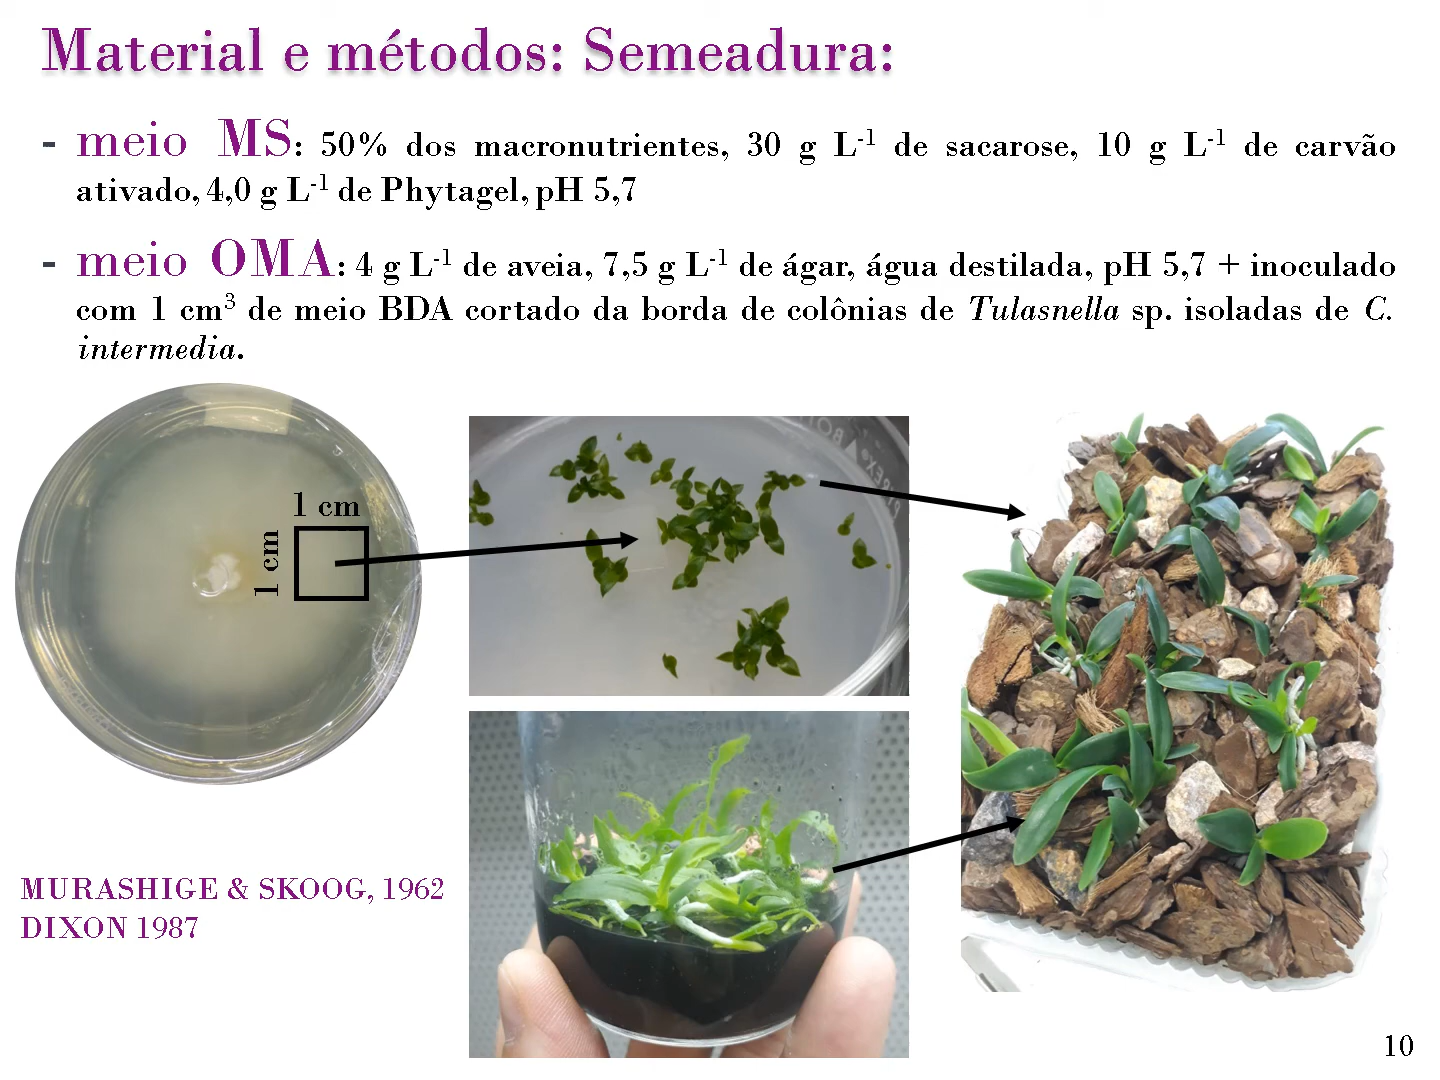 Material e métodos: Semeadura:
- meio MS: 50% dos macronutrientes, 30 g L-1 de sacarose, 10 g L-1 de carvão
ativado, 4,0 g L-1 de Phytagel, pH 5,7
- meio OMA: 4 g L-1 de aveia, 7,5 g L-1 de ágar, água destilada, pH 5,7 + inoculado
com 1 cm3 de meio BDA cortado da borda de colônias de Tulasnella sp. isoladas de C.
intermedia.
1 cm
1 cm
MURASHIGE & SKOOG, 1962
DIXON 1987
10